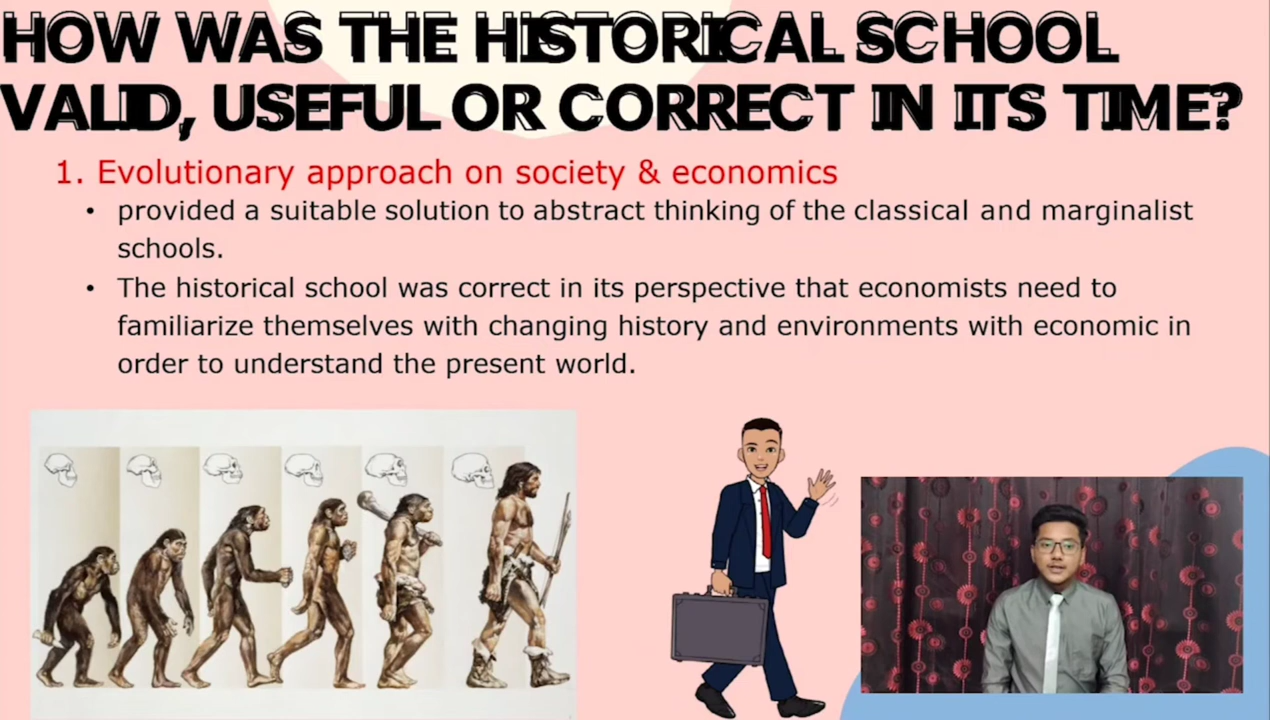 HOW WAS THE HISTORICAL SCHOOL
VALID, USEFUL OR CORRECT IN ITS TIME?
1. Evolutionary approach on society & economics
• provided a suitable solution to abstract thinking of the classical and marginalist
schools.
• The historical school was correct in its perspective that economists need to
familiarize themselves with changing history and environments with economic in
order to understand the present world.